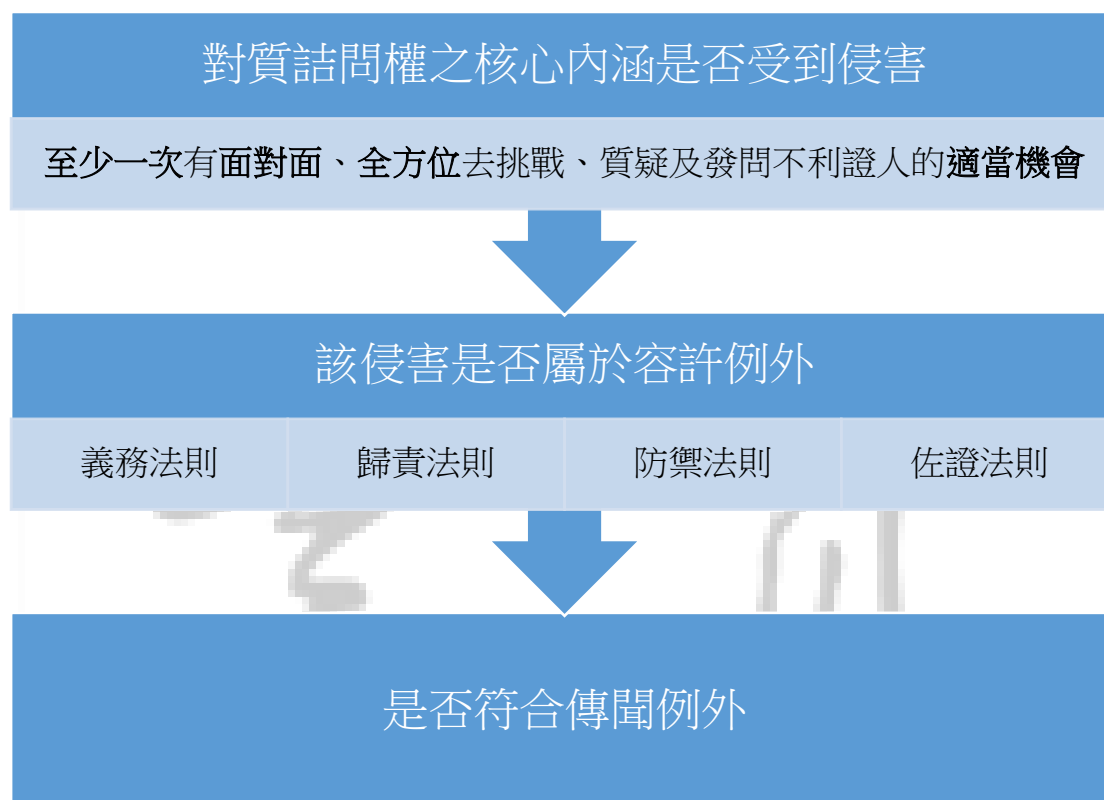 對質詰問權之核心內涵是否受到侵害
至少一次有面對面、全方位去挑戰、質疑及發問不利證人的適當機會
該侵害是否屬於容許例外
義務法則 歸責法則 防禦法則 佐證法則
是否符合傳聞例外